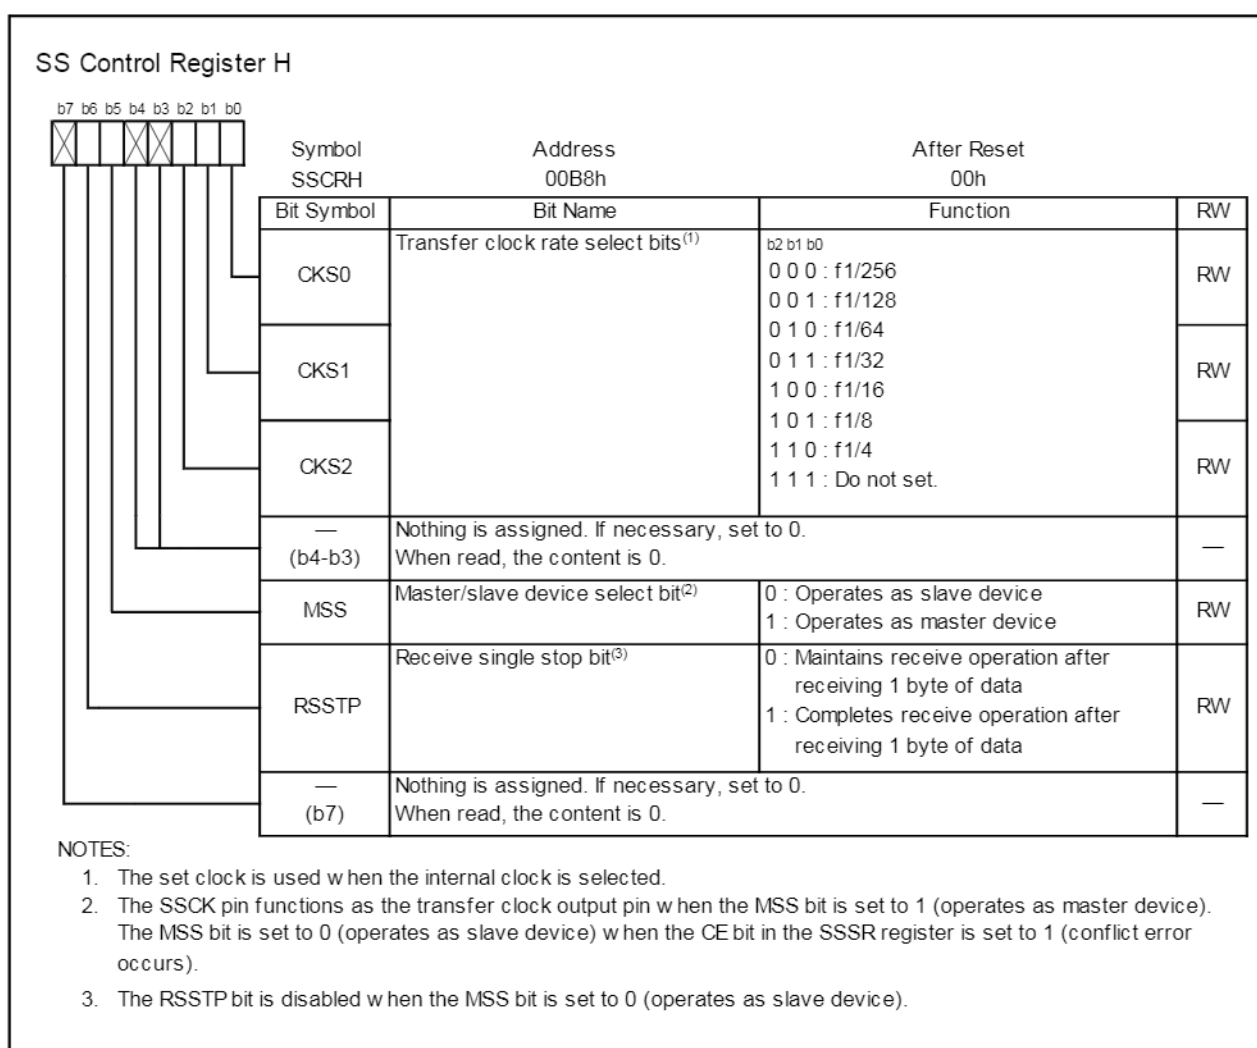 SS Control Register H
b7 b6 b5 b4 b3 b2 b1 b0
Symbol Address After Reset
SSCRH 00B8h 00h
Bit Symbol Bit Name Function RW
CKS0 Transfer clock rate select bits(1) b2 b1 b0 RW
0 0 0 : f1/256
0 0 1 : f1/128
0 1 0 : f1/64
CKS1 0 1 1 : f1/32 RW
1 0 0 : f1/16
1 0 1 : f1/8
CKS2 1 1 0 : f1/4 RW
1 1 1 : Do not set.
— Nothing is assigned. If necessary, set to 0. —
(b4-b3) When read, the content is 0.
MSS Master/slave device select bit(2) 0 : Operates as slave device RW
1 : Operates as master device
RSSTP Receive single stop bit(3) 0 : Maintains receive operation after RW
receiving 1 byte of data
1 : Completes receive operation after
receiving 1 byte of data
— Nothing is assigned. If necessary, set to 0. —
(b7) When read, the content is 0.
NOTES:
1. The set clock is used when the internal clock is selected.
2. The SSCK pin functions as the transfer clock output pin when the MSS bit is set to 1 (operates as master device).
The MSS bit is set to 0 (operates as slave device) when the CE bit in the SSSR register is set to 1 (conflict error
occurs).
3. The RSSTP bit is disabled when the MSS bit is set to 0 (operates as slave device).